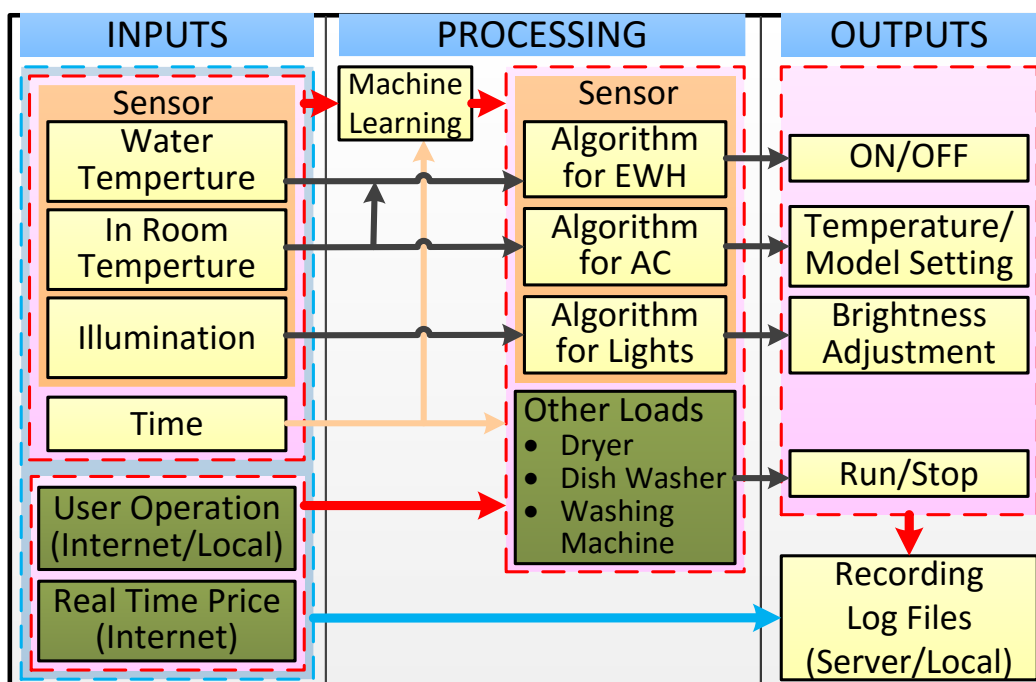 INPUTS
PROCESSING
OUTPUTS
Sensor
Water
Temperture
In Room
Temperture
Illumination
Time
User Operation
(Internet/Local)
Real Time Price
(Internet)
Machine
Learning
Sensor
Algorithm
for EWH
Algorithm
for AC
Algorithm
for Lights
Other Loads
• Dryer
• Dish Washer
• Washing
Machine
ON/OFF
Temperature/
Model Setting
Brightness
Adjustment
Run/Stop
Recording
Log Files
(Server/Local)